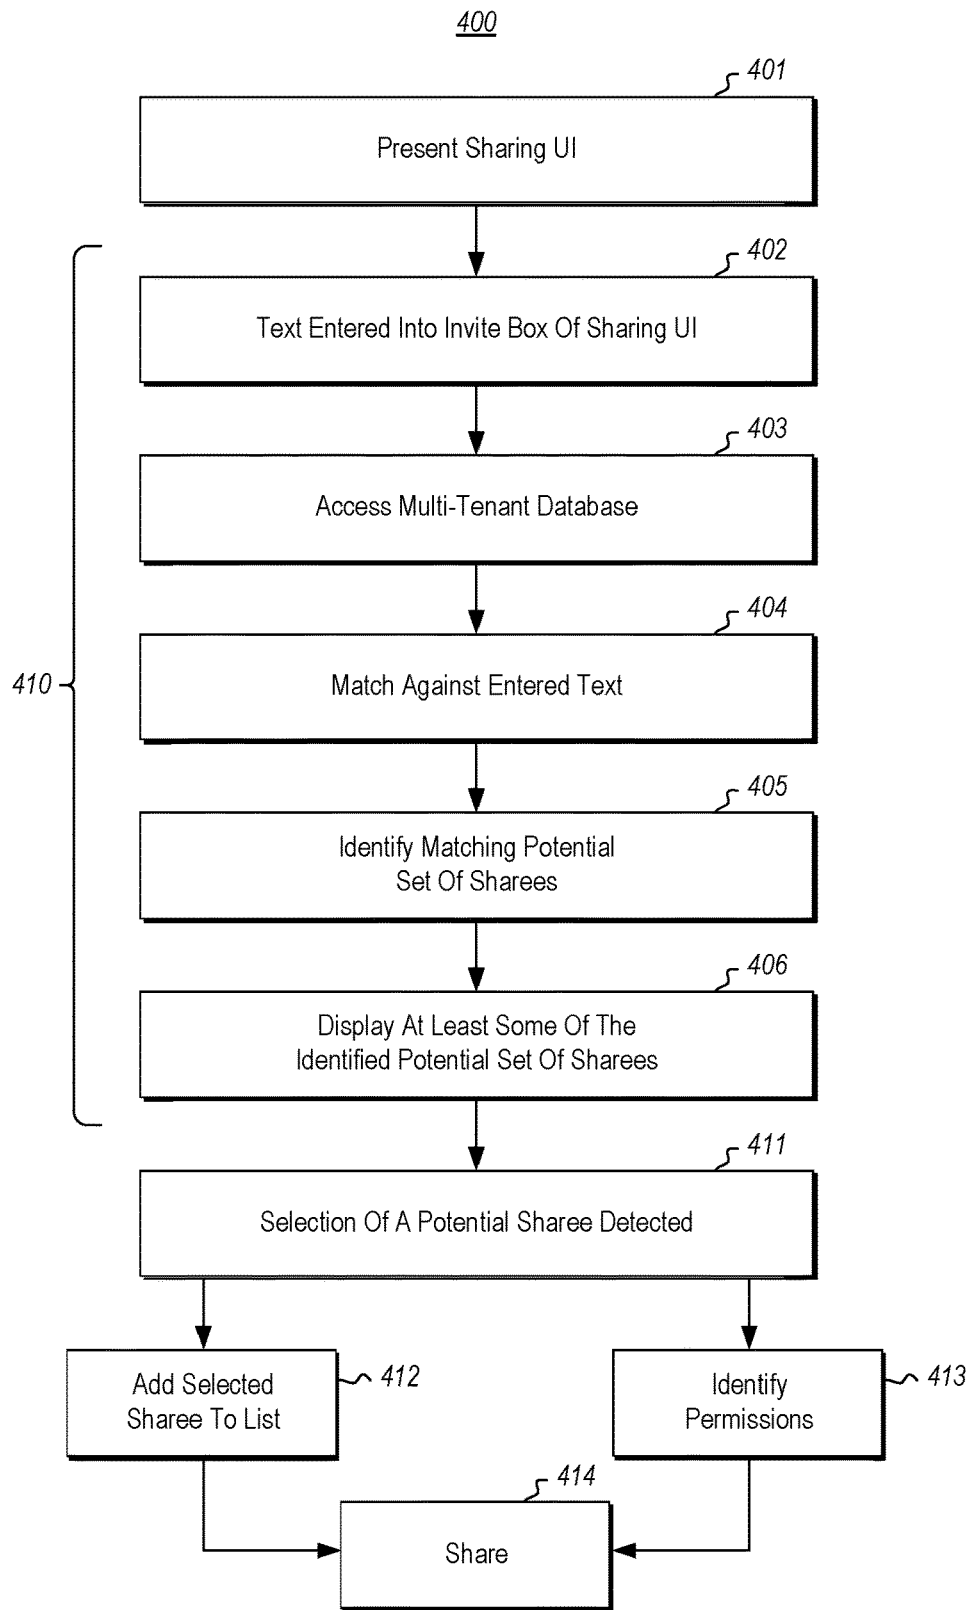 400
401
Present Sharing UI
402
Text Entered Into Invite Box Of Sharing UI
403
Access Multi-Tenant Database
404
Match Against Entered Text
410
405
Identify Matching Potential
Set Of Sharees
406
Display At Least Some Of The
Identified Potential Set Of Sharees
411
Selection Of A Potential Sharee Detected
Add Selected
Sharee To List
412
Identify
Permissions
413
414
Share